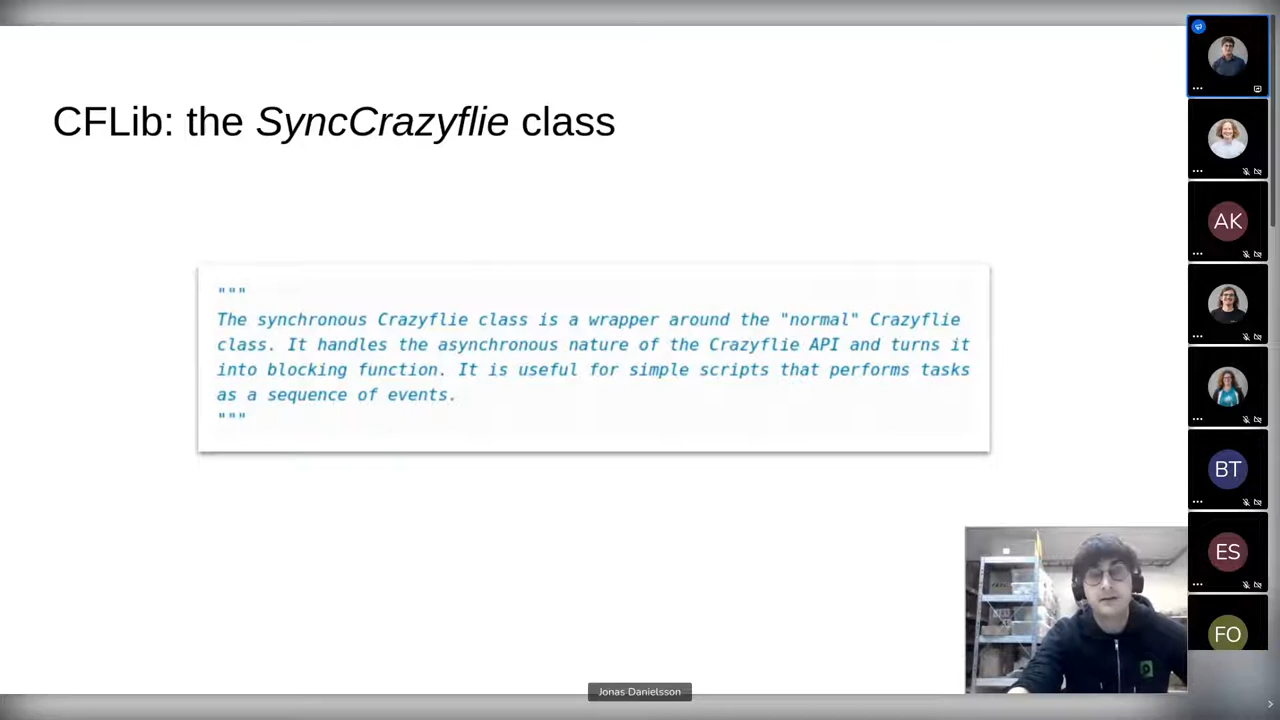 CFLib: the SyncCrazyflie class
"""
The synchronous Crazyflie class is a wrapper around the "normal" Crazyflie
class. It handles the asynchronous nature of the Crazyflie API and turns it
into blocking function. It is useful for simple scripts that performs tasks
as a sequence of events.
"""
AK
BT
ES
FO
Jonas Danielsson